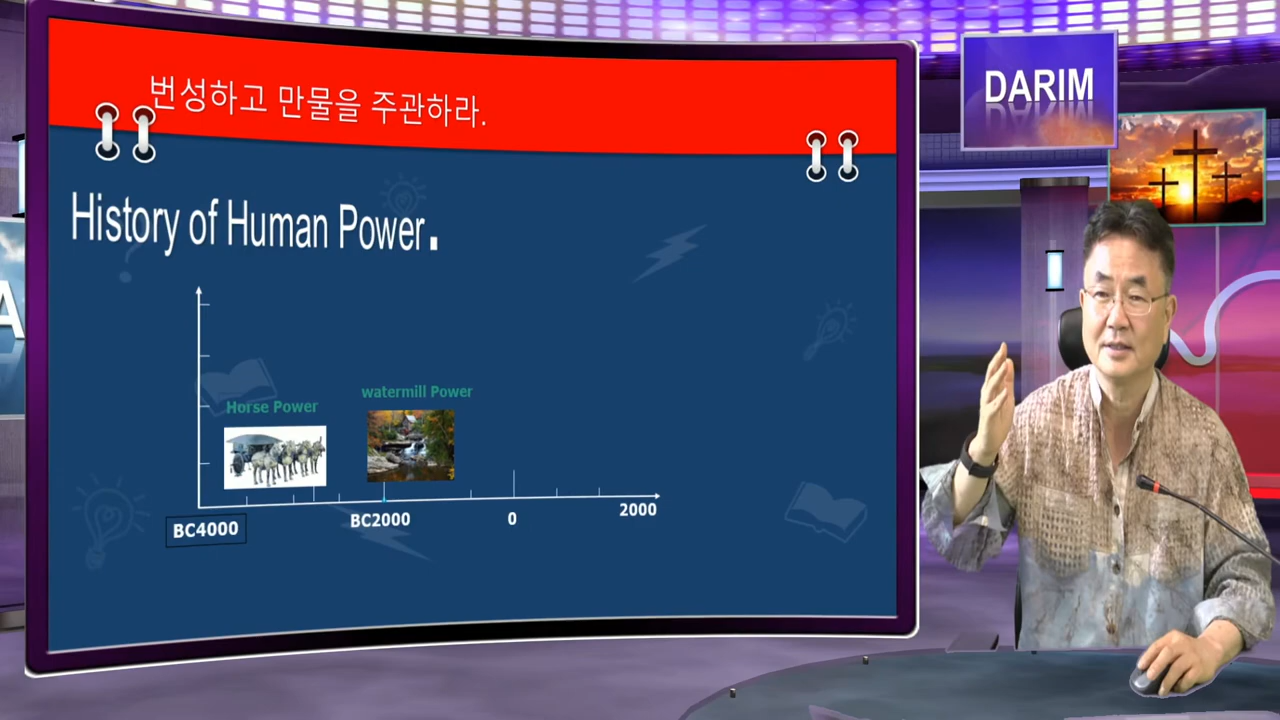 번성하고 만물을 주관하라.
DARIM
History of Human Power.
A
Horse Power
watermill Power
BC4000
BC2000
0
2000